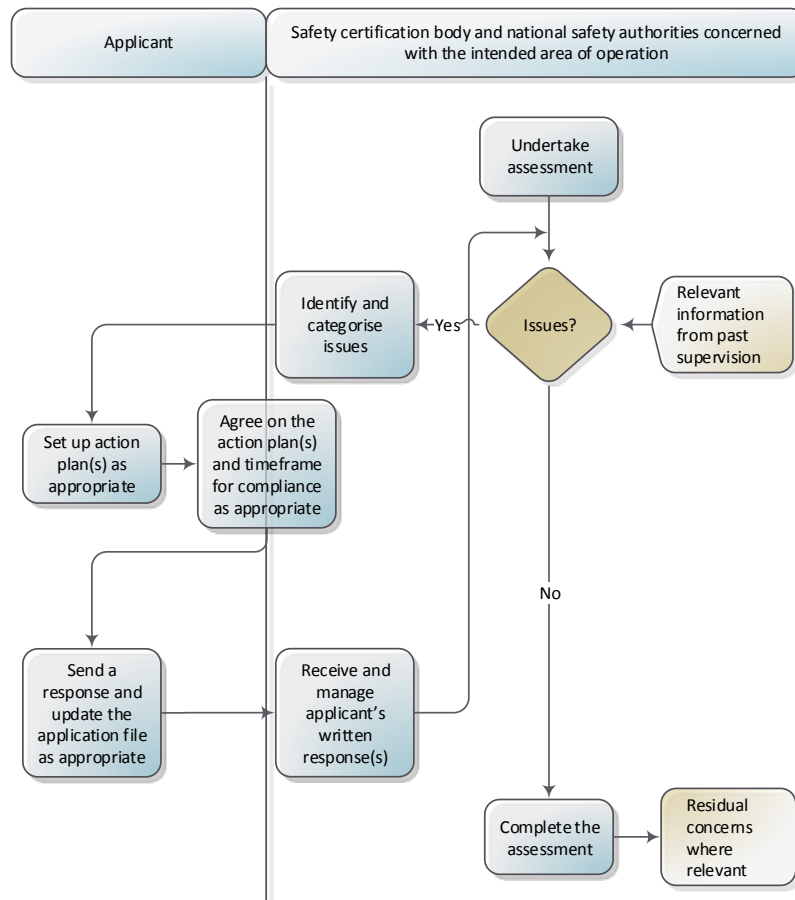 Applicant
Safety certification body and national safety authorities concerned
with the intended area of operation
Undertake
assessment
Identify and
categorise
issues
Yes
Issues?
Relevant
information
from past
supervision
Set up action
plan(s) as
appropriate
Agree on the
action plan(s)
and timeframe
for compliance
as appropriate
No
Send a
response and
update the
application file
as appropriate
Receive and
manage
applicant’s
written
response(s)
Complete the
assessment
Residual
concerns
where
relevant